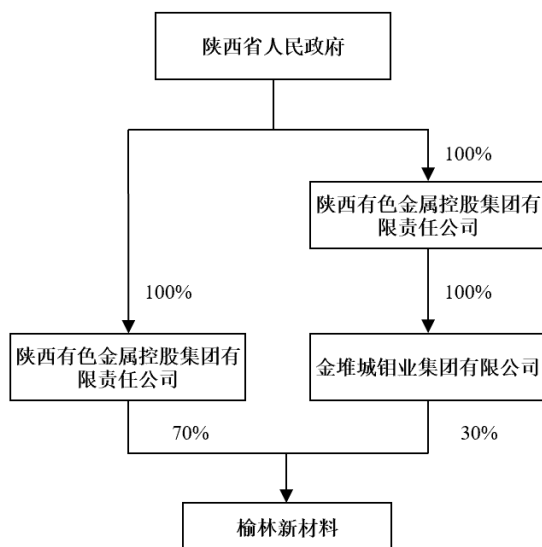 陕西省人民政府
100%
陕西有色金属控股集团有
限责任公司
100%
100%
陕西有色金属控股集团有
限责任公司
金堆城钼业集团有限公司
70%
30%
榆林新材料